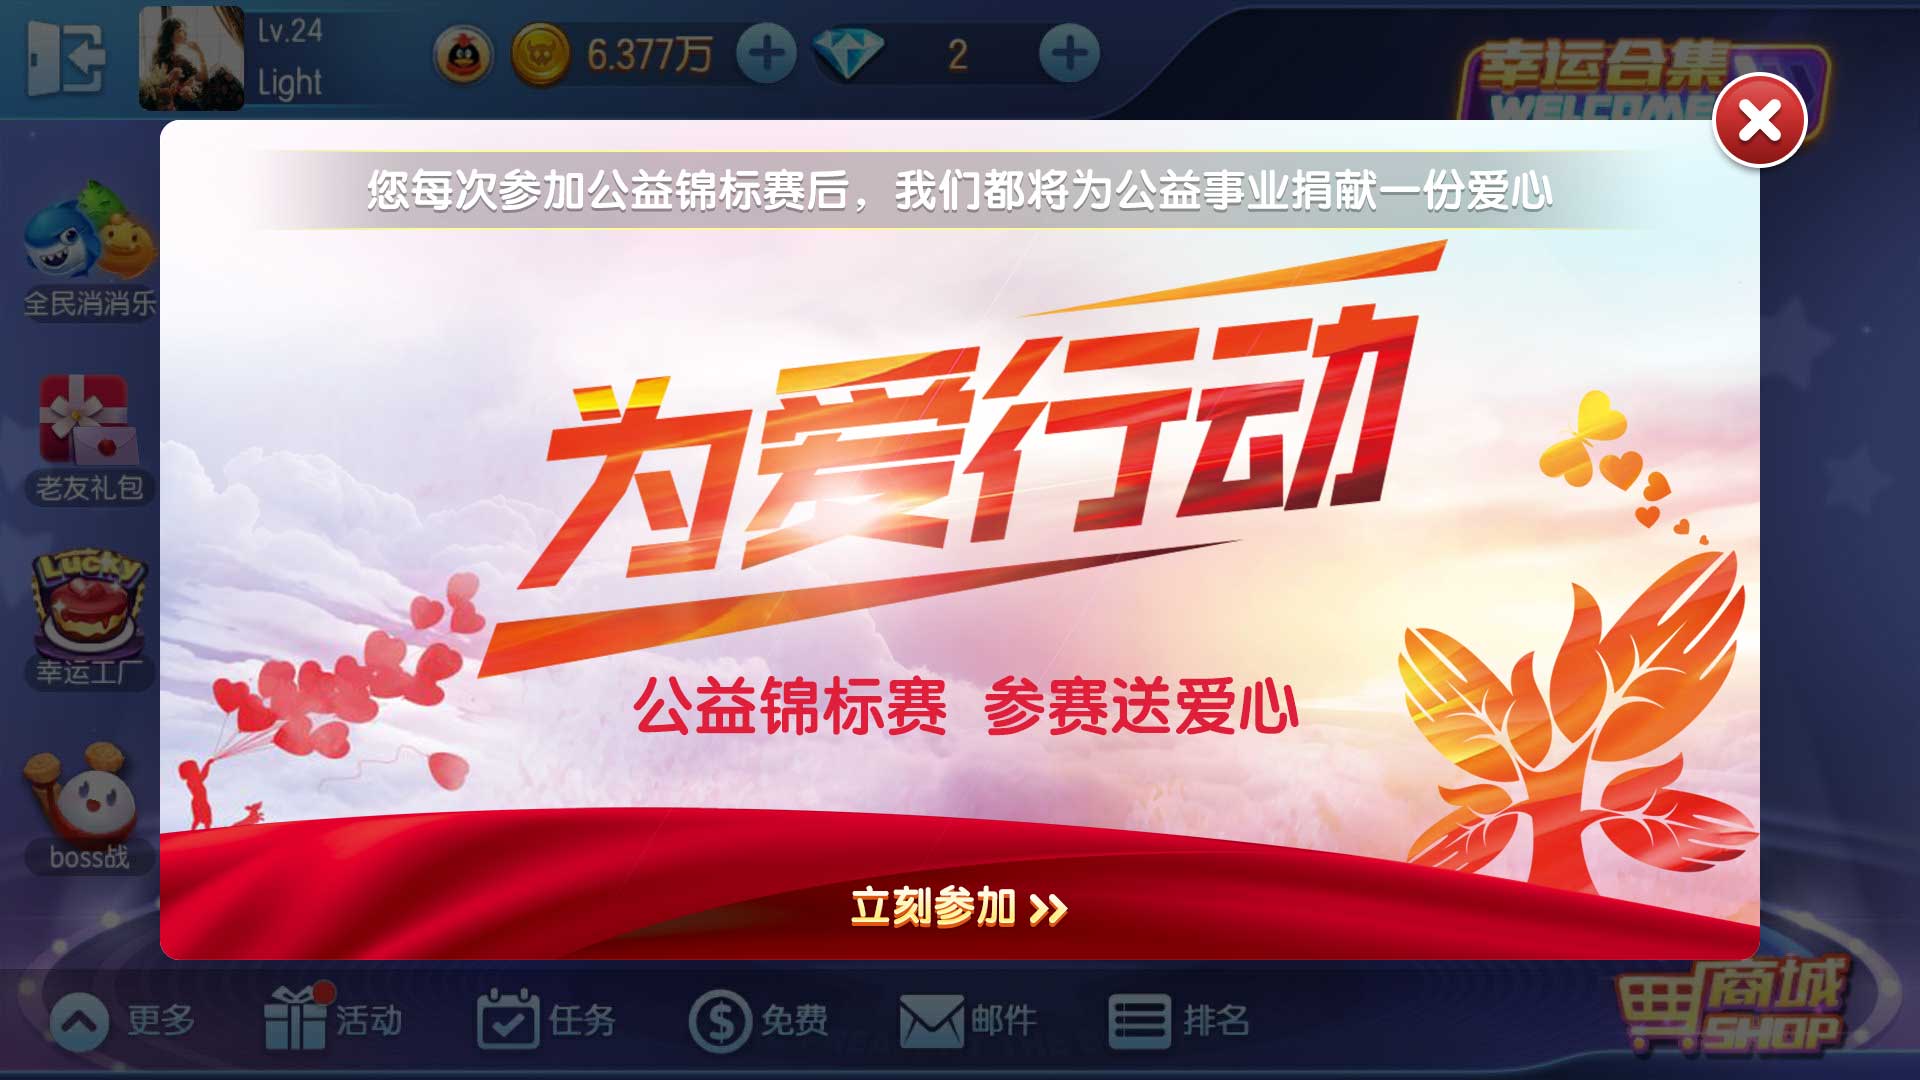 Lv.24
Light
6.377万
2
幸运合集
WELCOME
您每次参加公益锦标赛后，我们都将为公益事业捐献一份爱心
为爱行动
公益锦标赛 参赛送爱心
立刻参加
全民消消乐
老友礼包
Lucky
幸运工厂
boss战
更多
活动
任务
免费
邮件
排名
商城
SHOP